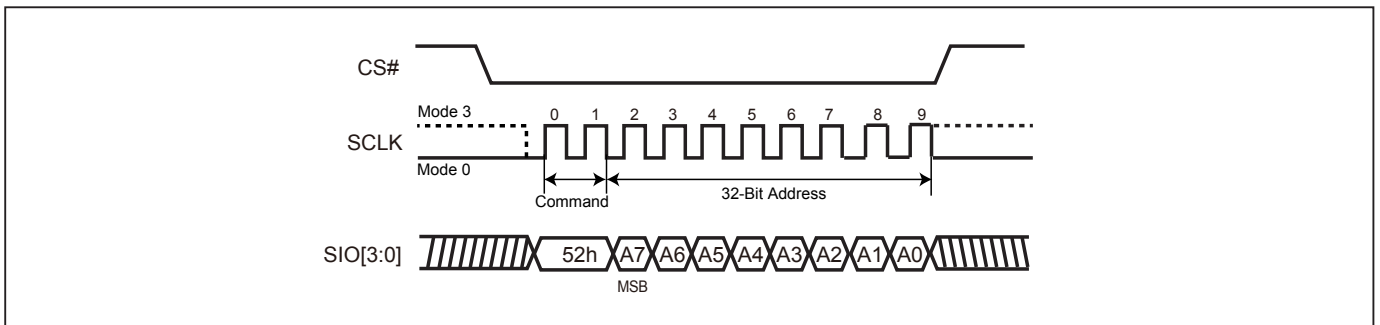 CS#
Mode 3
0 1 2 3 4 5 6 7 8 9
SCLK
Mode 0
Command
32-Bit Address
SIO[3:0]
52h A7 A6 A5 A4 A3 A2 A1 A0
MSB